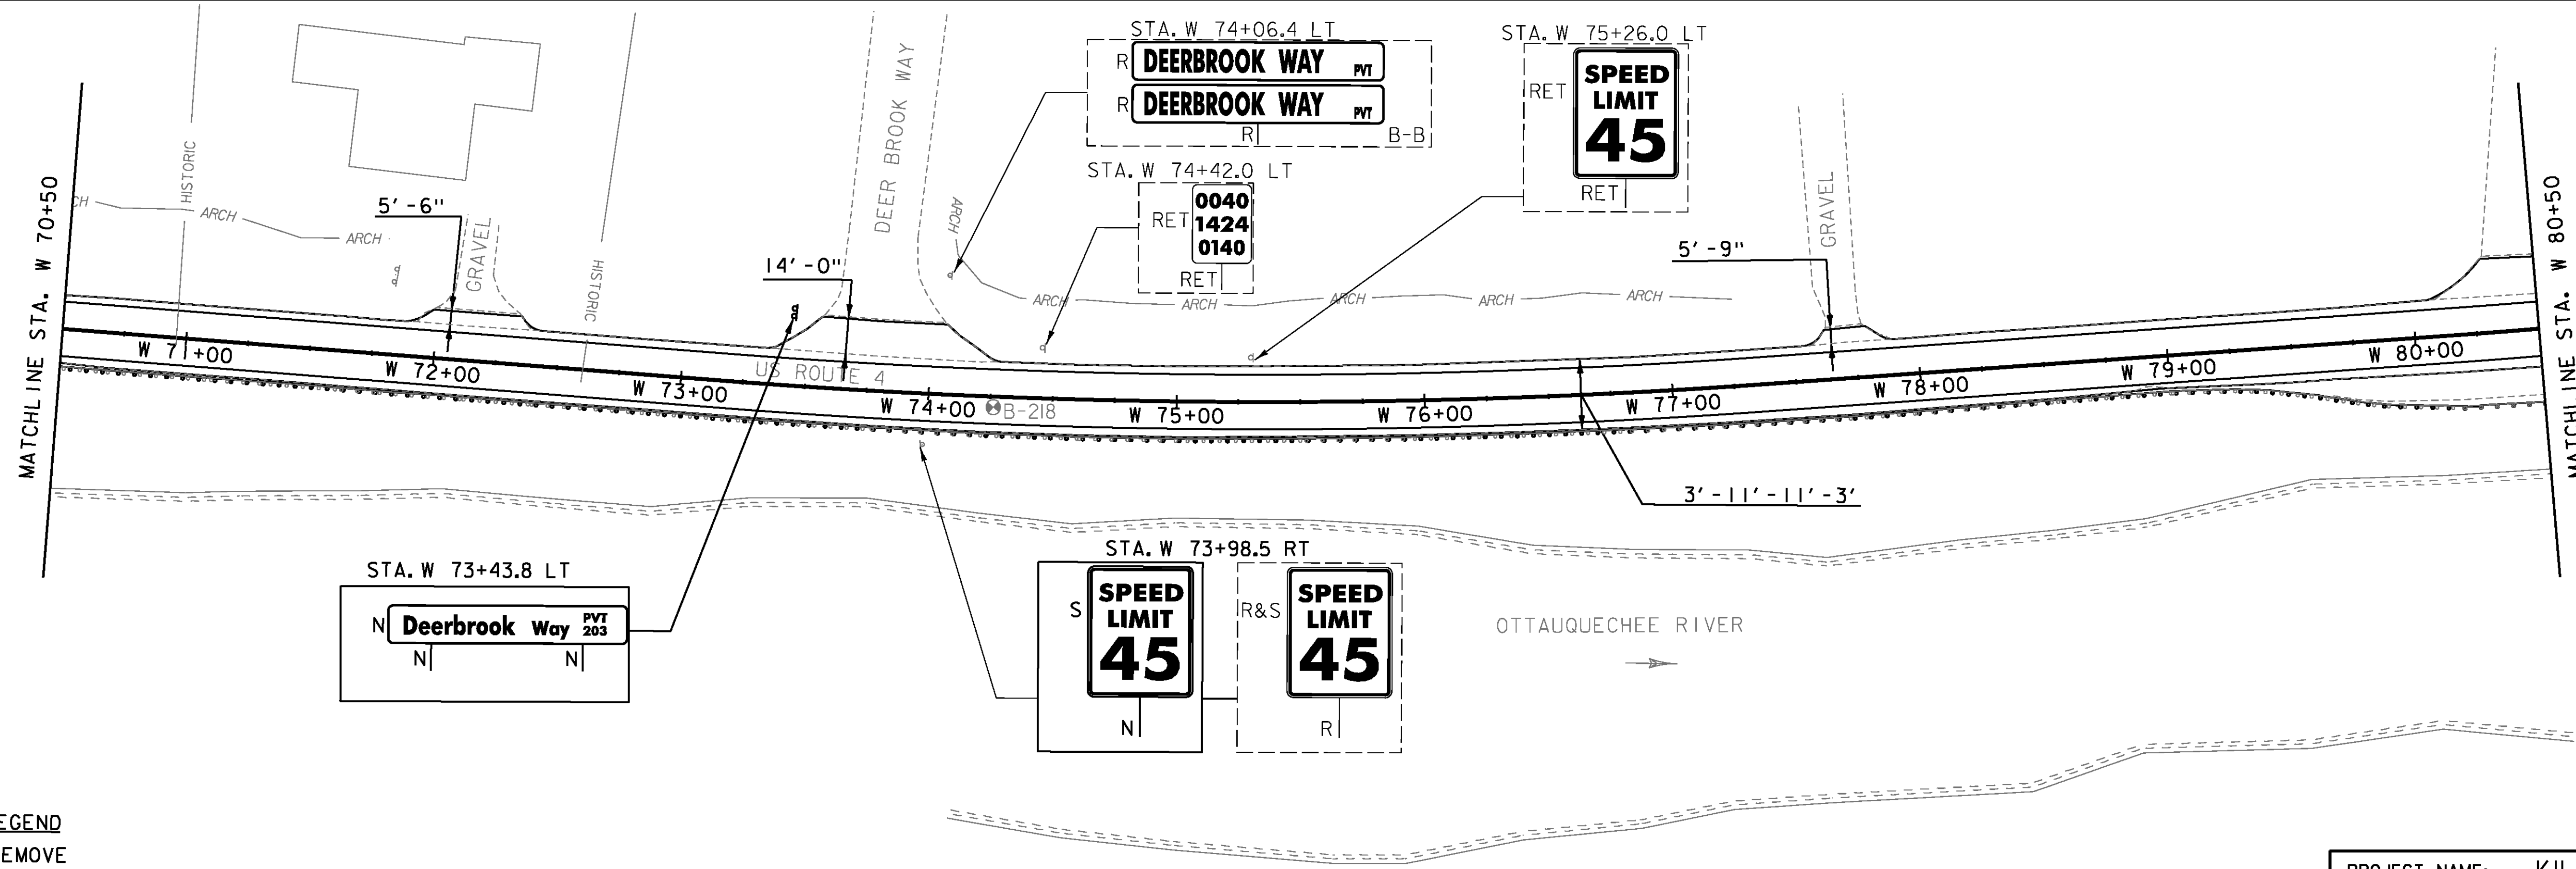 STA. W 74+06.4 LT
R DEERBROOK WAY PVT
R DEERBROOK WAY PVT
R B-B
STA. W 74+42.0 LT
RET
0040
1424
0140
RET
STA. W 75+26.0 LT
RET
SPEED
LIMIT
45
RET
MATCHLINE STA. W 70+50
HISTORIC
CH ARCH ARCH
5'-6"
GRAVEL
HISTORIC
14'-0"
DEER BROOK WAY
ARCH
ARCH ARCH ARCH ARCH ARCH
5'-9"
GRAVEL
MATCHLINE STA. W 80+50
W 71+00
W 72+00
W 73+00
US ROUTE 4
W 74+00
B-218
W 75+00
W 76+00
W 77+00
W 78+00
W 79+00
W 80+00
3'-11'-11'-3'
STA. W 73+43.8 LT
N Deerbrook Way PVT 203
N N
STA. W 73+98.5 RT
S
SPEED
LIMIT
45
N
R&S
SPEED
LIMIT
45
R
OTTAUQUECHEE RIVER
EGEND
EMOVE
PROJECT NAME: